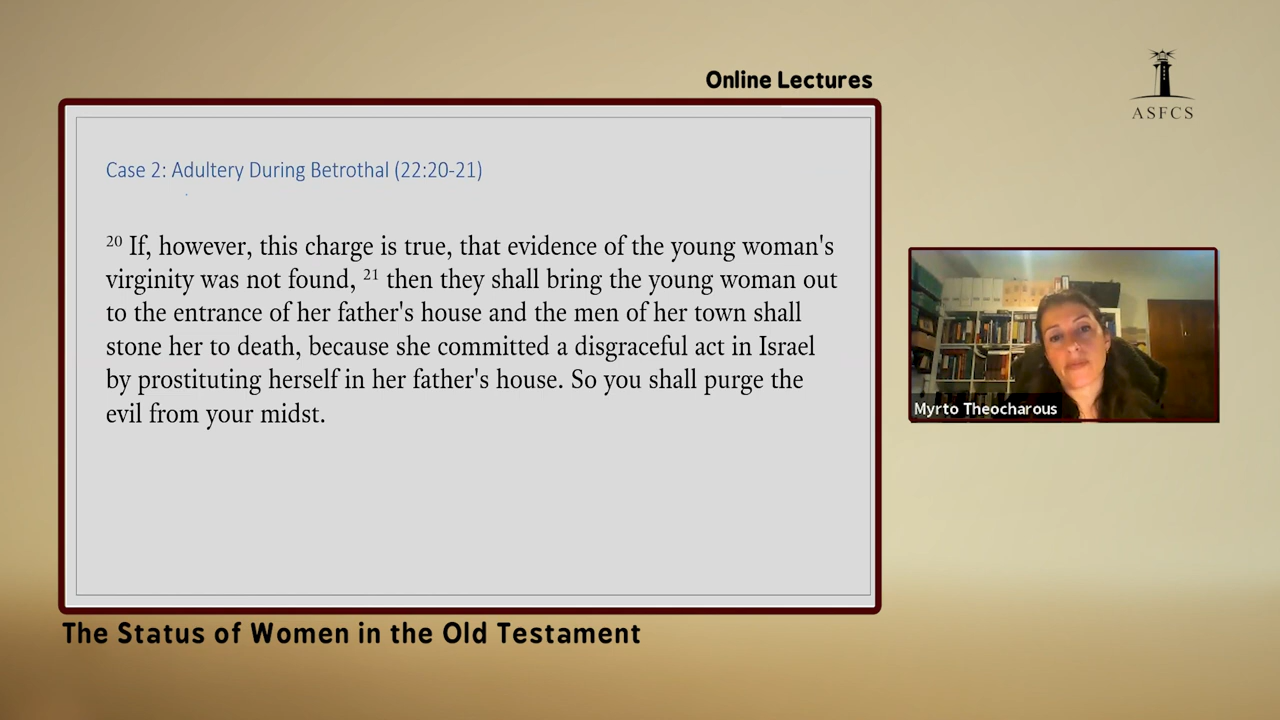 Online Lectures
ASFCS
Case 2: Adultery During Betrothal (22:20-21)
20 If, however, this charge is true, that evidence of the young woman's
virginity was not found, 21 then they shall bring the young woman out
to the entrance of her father's house and the men of her town shall
stone her to death, because she committed a disgraceful act in Israel
by prostituting herself in her father's house. So you shall purge the
evil from your midst.
Myrto Theocharous
The Status of Women in the Old Testament